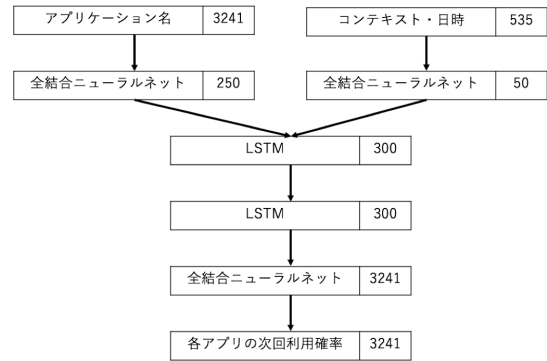 アプリケーション名 3241
コンテキスト・日時 535
全結合ニューラルネット 250
全結合ニューラルネット 50
LSTM 300
LSTM 300
全結合ニューラルネット 3241
各アプリの次回利用確率 3241